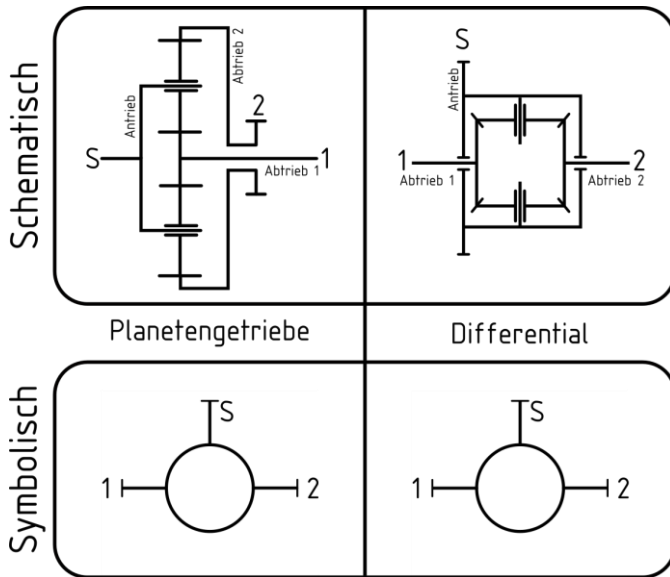 Schematisch
Antrieb
Abtrieb 2
2
S
1
Abtrieb 1
S
Antrieb
1
2
Abtrieb 1
Abtrieb 2
Planetengetriebe
Differential
Symbolisch
S
1
2
S
1
2